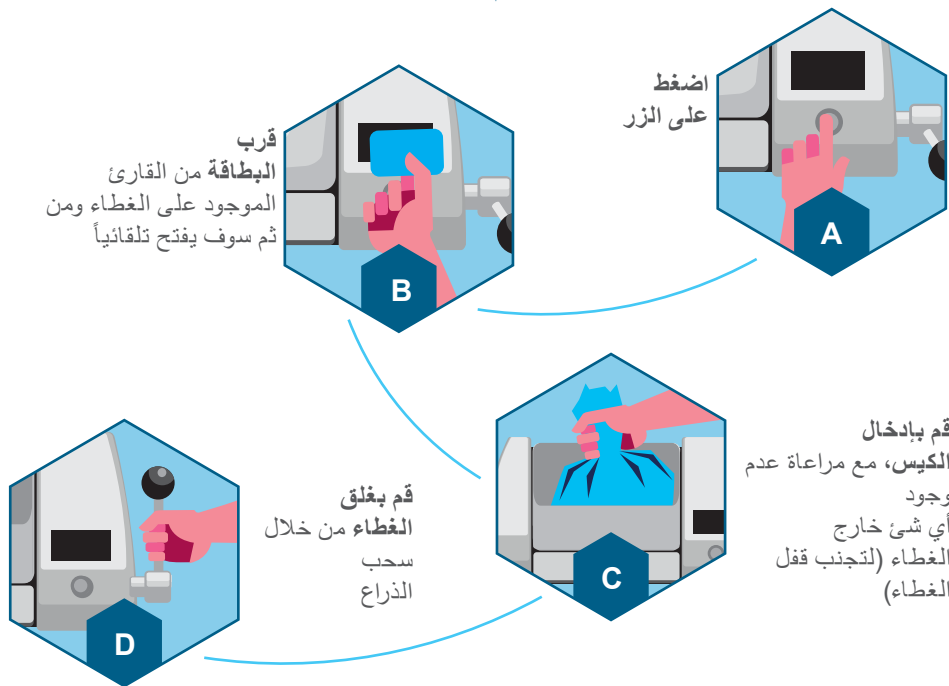 اضغط
على الزر
A
قرب
البطاقة من القارئ
الموجود على الغطاء ومن
ثم سوف يفتح تلقائياً
B
قم بإدخال
الكيس، مع مراعاة عدم
وجود
أي شئ خارج
الغطاء (لتجنب قفل
الغطاء)
C
قم بغلق
الغطاء من خلال
سحب
الذراع
D